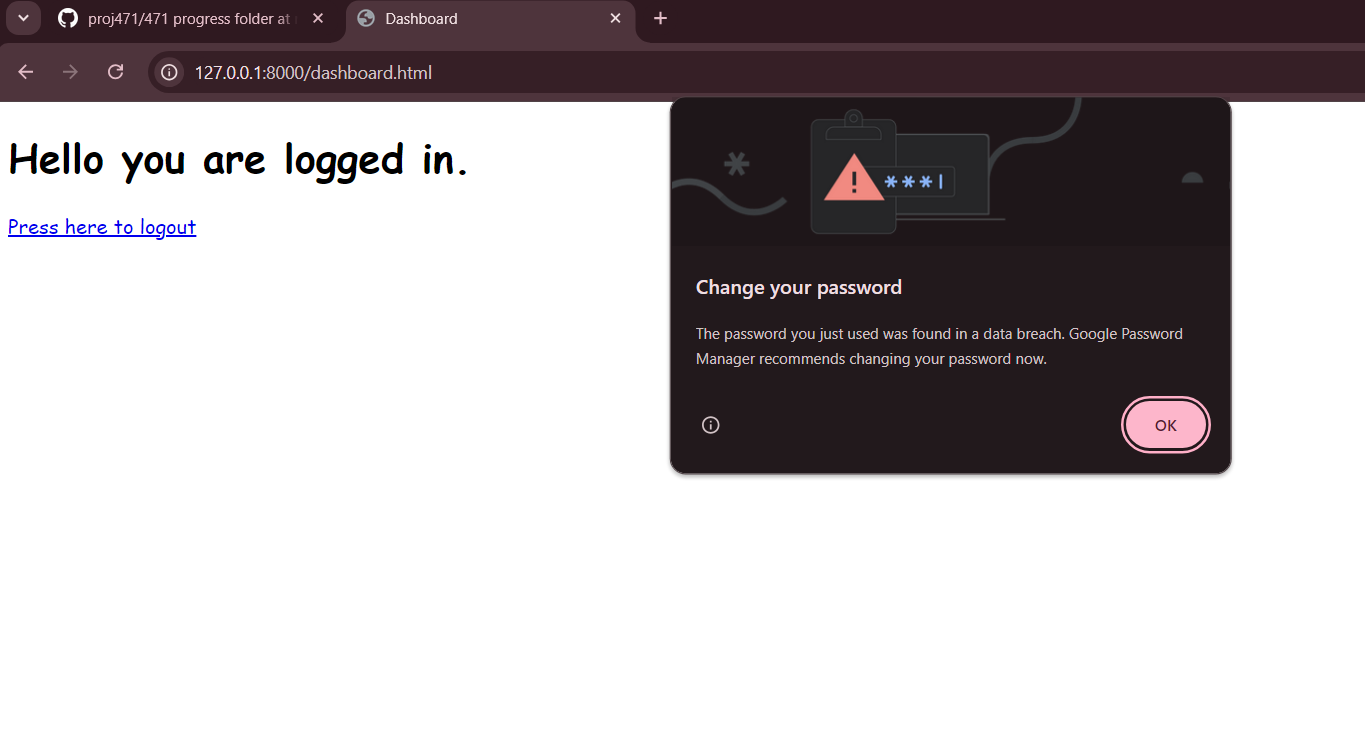 proj471/471 progress folder at
Dashboard
127.0.0.1:8000/dashboard.html
Hello you are logged in.
Press here to logout
***|
Change your password
The password you just used was found in a data breach. Google Password
Manager recommends changing your password now.
OK